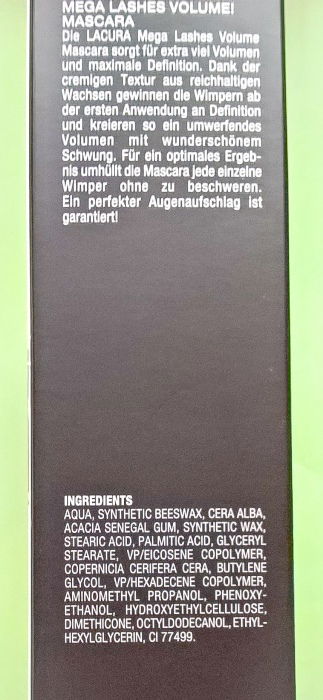 MEGA LASHES VOLUME!
MASCARA
Die LACURA Mega Lashes Volume
Mascara sorgt für extra viel Volumen
und maximale Definition. Dank der
cremigen Textur aus reichhaltigen
Wachsen gewinnen die Wimpern ab
der ersten Anwendung an Definition
und kreieren so ein umwerfendes
Volumen mit wunderschönem
Schwung. Für ein optimales Ergeb-
nis umhüllt die Mascara jede einzelne
Wimper ohne zu beschweren.
Ein perfekter Augenaufschlag ist
garantiert!
INGREDIENTS
AQUA, SYNTHETIC BEESWAX, CERA ALBA,
ACACIA SENEGAL GUM, SYNTHETIC WAX,
STEARIC ACID, PALMITIC ACID, GLYCERYL
STEARATE, VP/EICOSENE COPOLYMER,
COPERNICIA CERIFERA CERA, BUTYLENE
GLYCOL, VP/HEXADECENE COPOLYMER,
AMINOMETHYL PROPANOL, PHENOXY-
ETHANOL, HYDROXYETHYLCELLULOSE,
DIMETHICONE, OCTYLDODECANOL, ETHYL-
HEXYLGLYCERIN, CI 77499.